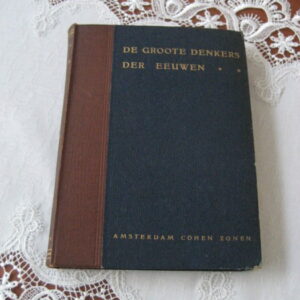 DE GROOTE DENKERS
DER EEUWEN
AMSTERDAM COHEN ZONEN